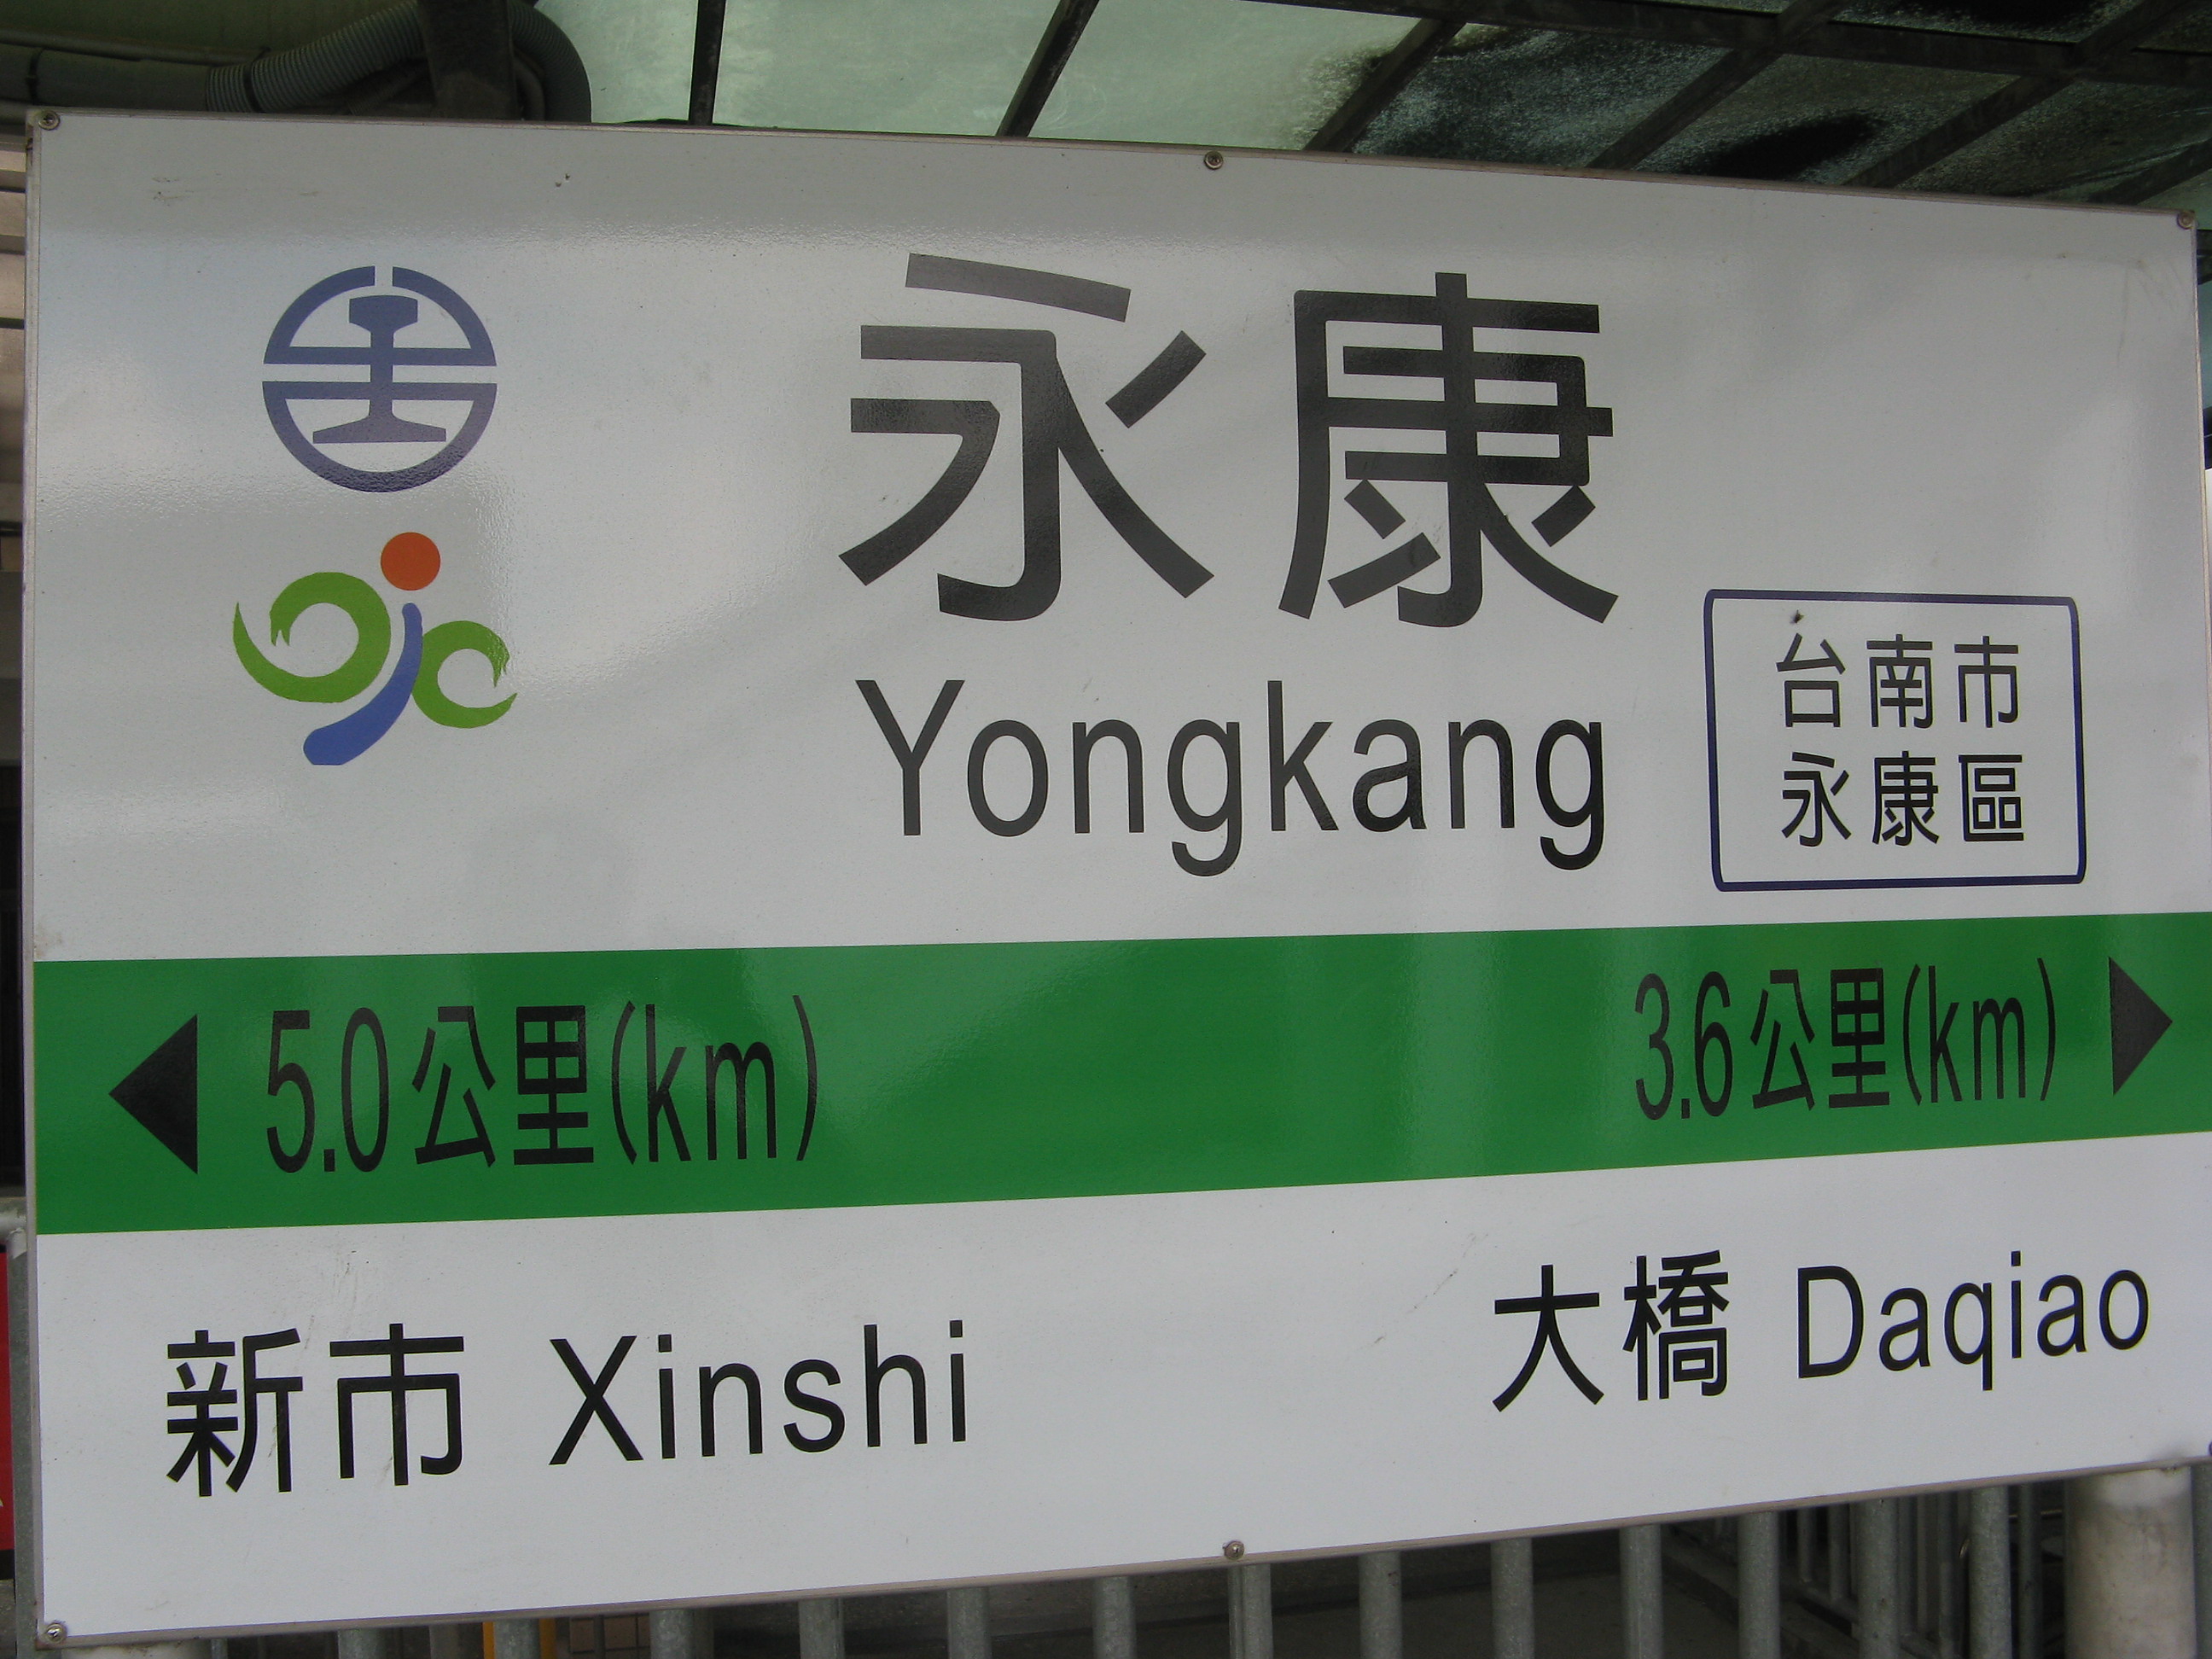 永康
Yongkang
台南市
永康區
5.0公里(km)
3.6公里(km)
新市 Xinshi
大橋 Daqiao